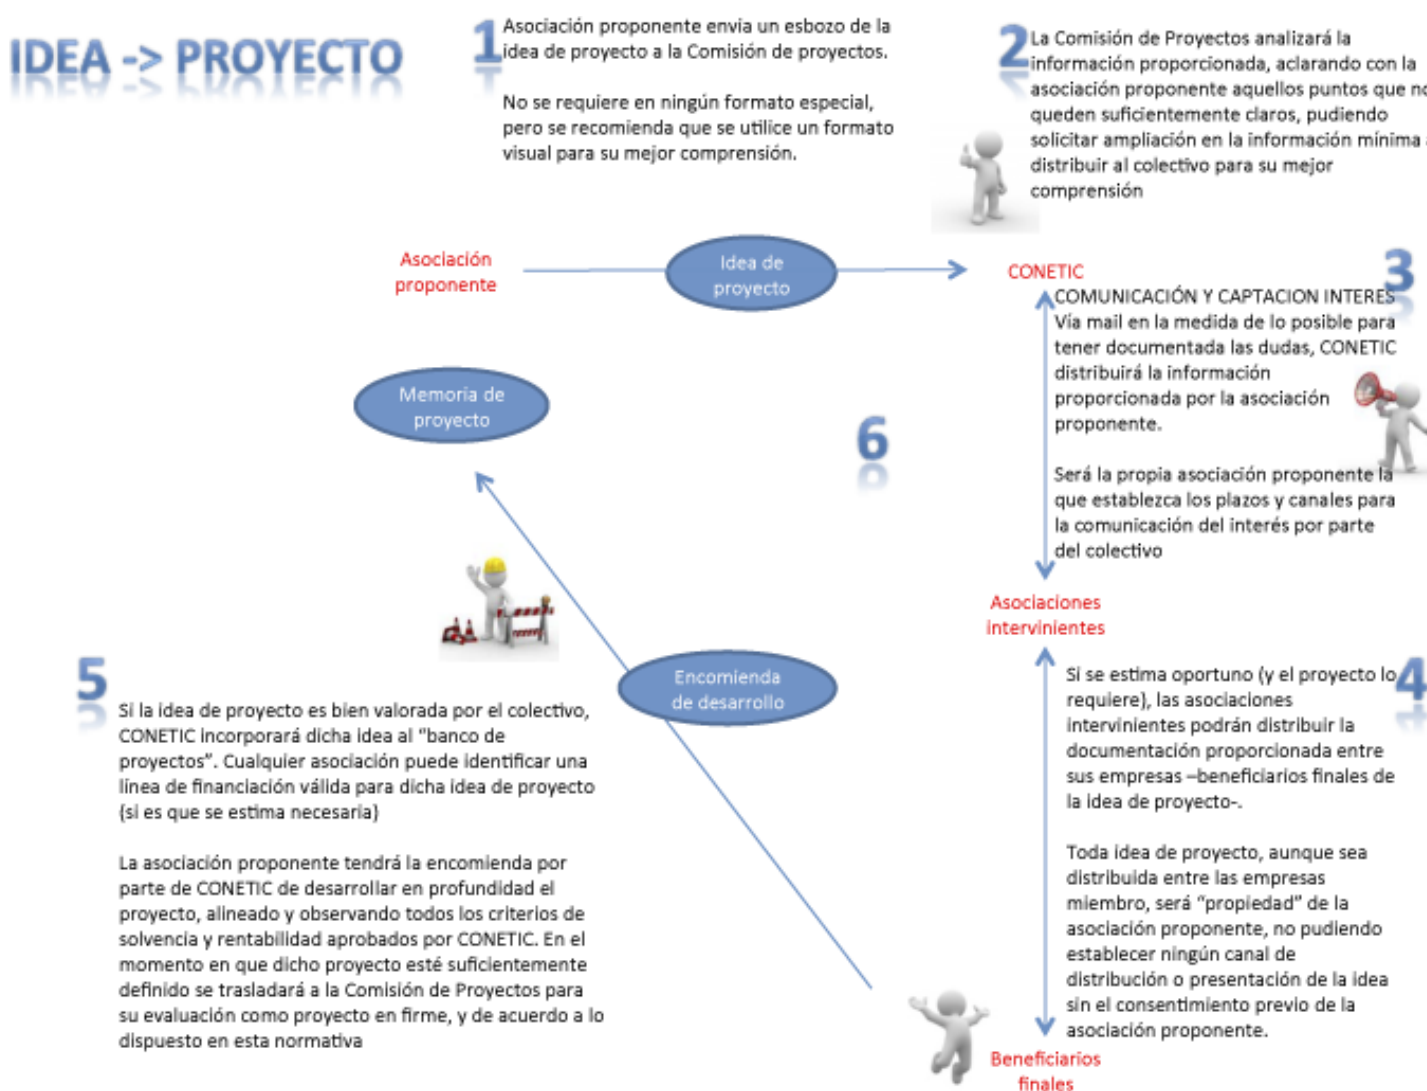 IDEA -> PROYECTO
1
Asociación proponente envia un esbozo de la
idea de proyecto a la Comisión de proyectos.
No se requiere en ningún formato especial,
pero se recomienda que se utilice un formato
visual para su mejor comprensión.
2
La Comisión de Proyectos analizará la
información proporcionada, aclarando con la
asociación proponente aquellos puntos que no
queden suficientemente claros, pudiendo
solicitar ampliación en la información mínima
distribuir al colectivo para su mejor
comprensión
Asociación
proponente
Idea de
proyecto
CONETIC
3
COMUNICACIÓN Y CAPTACION INTERES
Vía mail en la medida de lo posible para
tener documentada las dudas, CONETIC
distribuirá la información
proporcionada por la asociación
proponente.
Será la propia asociación proponente la
que establezca los plazos y canales para
la comunicación del interés por parte
del colectivo
Memoria de
proyecto
6
Asociaciones
intervinientes
4
Si se estima oportuno (y el proyecto lo
requiere), las asociaciones
intervinientes podrán distribuir la
documentación proporcionada entre
sus empresas –beneficiarios finales de
la idea de proyecto-.
Toda idea de proyecto, aunque sea
distribuida entre las empresas
miembro, será “propiedad” de la
asociación proponente, no pudiendo
establecer ningún canal de
distribución o presentación de la idea
sin el consentimiento previo de la
asociación proponente.
Encomienda
de desarrollo
5
Si la idea de proyecto es bien valorada por el colectivo,
CONETIC incorporará dicha idea al “banco de
proyectos”. Cualquier asociación puede identificar una
línea de financiación válida para dicha idea de proyecto
(si es que se estima necesaria)
La asociación proponente tendrá la encomienda por
parte de CONETIC de desarrollar en profundidad el
proyecto, alineado y observando todos los criterios de
solvencia y rentabilidad aprobados por CONETIC. En el
momento en que dicho proyecto esté suficientemente
definido se trasladará a la Comisión de Proyectos para
su evaluación como proyecto en firme, y de acuerdo a lo
dispuesto en esta normativa
Beneficiarios
finales